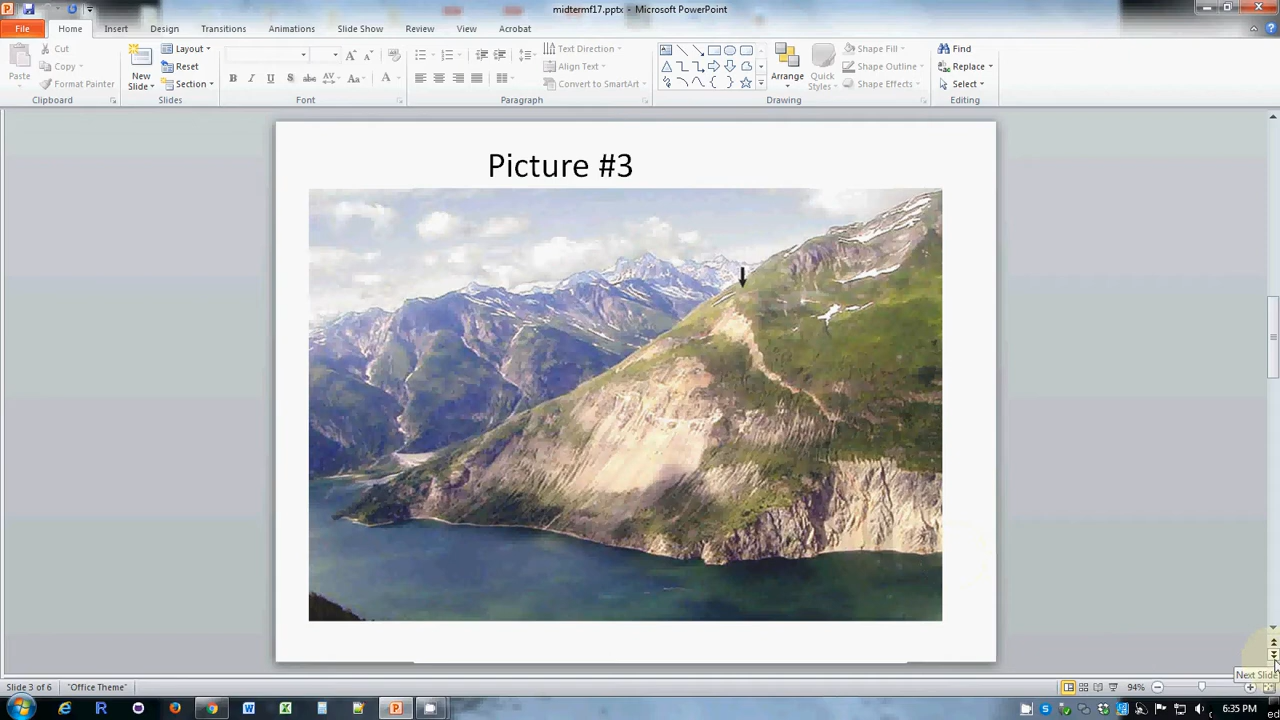 midtermf17.pptx - Microsoft PowerPoint
File Home Insert Design Transitions Animations Slide Show Review View Acrobat
Paste
Cut
Copy
Format Painter
Clipboard
New Slide
Layout
Reset
Section
Slides
B I U S abc AV Aa A
Font
Text Direction
Align Text
Convert to SmartArt
Paragraph
Arrange
Quick Styles
Shape Fill
Shape Outline
Shape Effects
Drawing
Find
Replace
Select
Editing
Picture #3
Next Slide
Slide 3 of 6 "Office Theme" 94%
6:35 PM